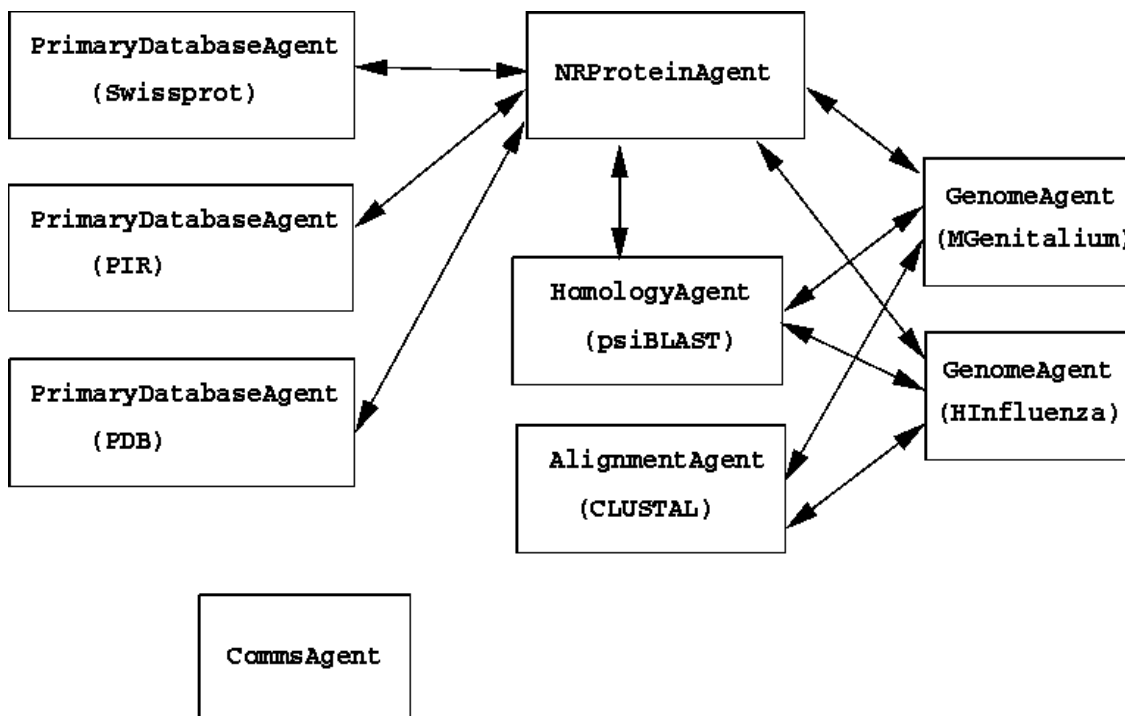 PrimaryDatabaseAgent
(Swissprot)
NRProteinAgent
PrimaryDatabaseAgent
(PIR)
GenomeAgent
(MGenitalium)
HomologyAgent
(psiBLAST)
PrimaryDatabaseAgent
(PDB)
GenomeAgent
(HInfluenza)
AlignmentAgent
(CLUSTAL)
CommsAgent